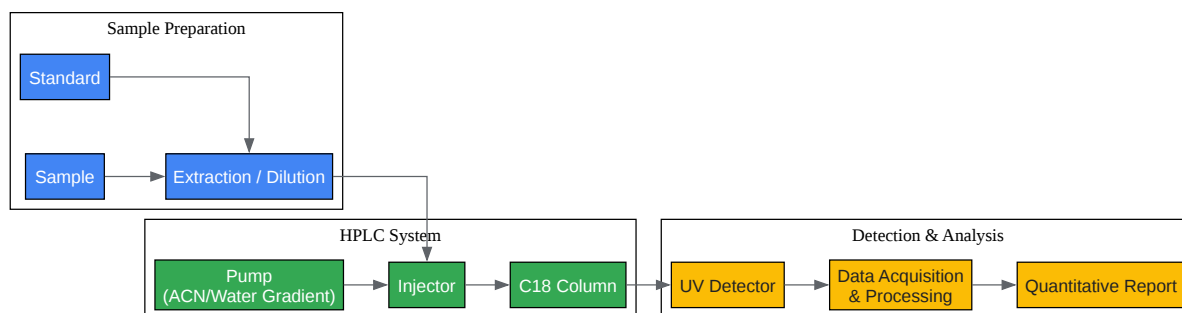 Sample Preparation
Standard
Sample
Extraction / Dilution
HPLC System
Pump
(ACN/Water Gradient)
Injector
C18 Column
Detection & Analysis
UV Detector
Data Acquisition
& Processing
Quantitative Report